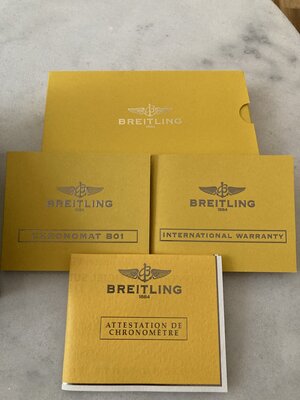 BREITLING
1884
BREITLING
1884
CHRONOMAT B01
BREITLING
1884
INTERNATIONAL WARRANTY
B
BREITLING
1884
ATTESTATION DE
CHRONOMÈTRE